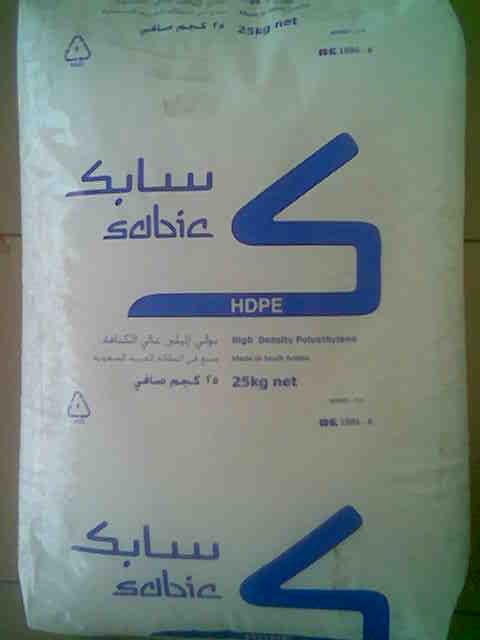 ٢٥ كجم صافي 25kg net
سابك
sabic
HDPE
بولي إثيلين عالي الكثافة High Density Polyethylene
صنع في المملكة العربية السعودية Made in Saudi Arabia
٢٥ كجم صافي 25kg net
سابك
sabic